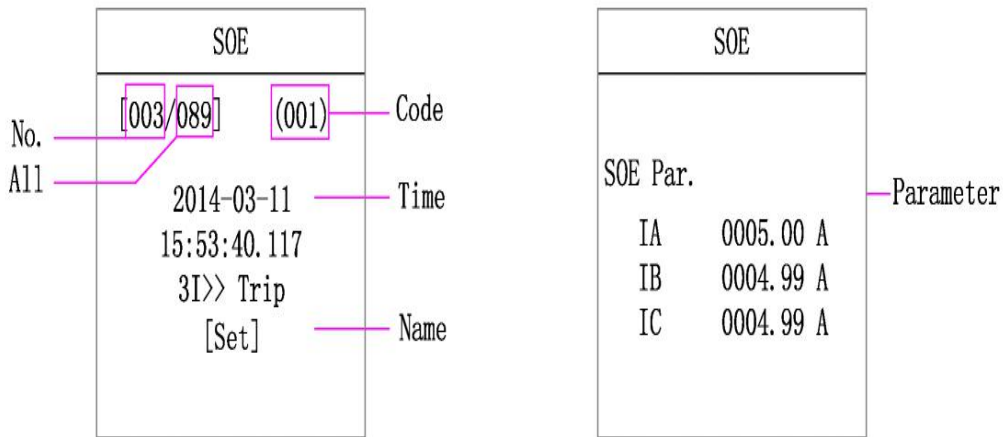 SOE
[003/089] (001)
Code
No.
All
2014-03-11
Time
15:53:40.117
3I>> Trip
[Set]
Name
SOE
SOE Par.
Parameter
IA 0005.00 A
IB 0004.99 A
IC 0004.99 A